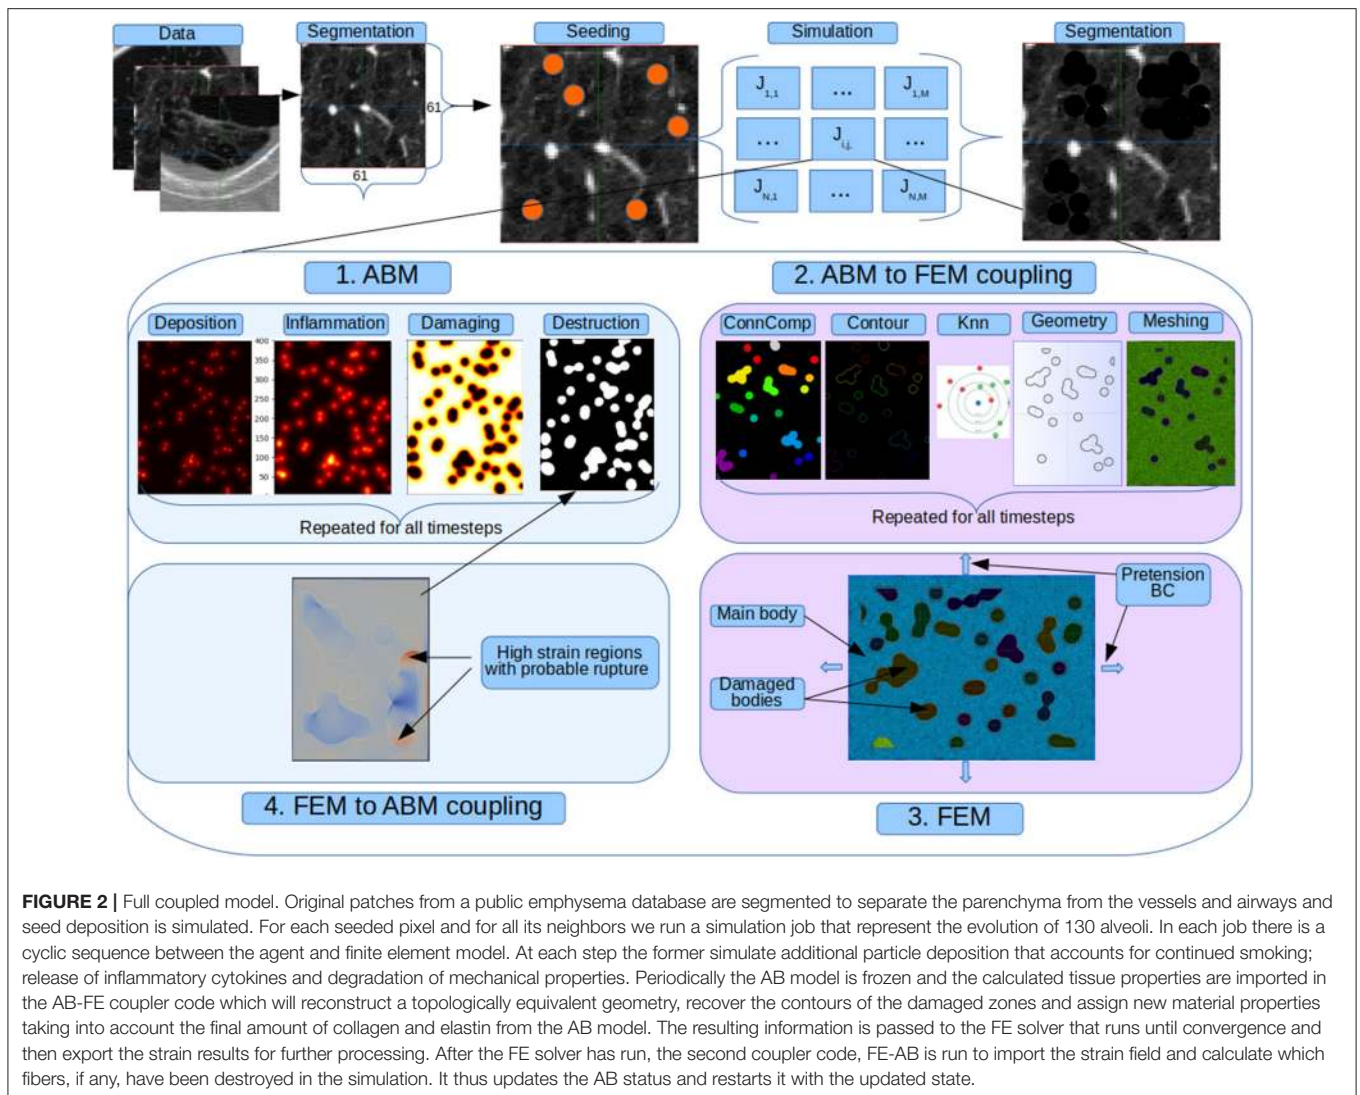 Data
Segmentation
Seeding
Simulation
Segmentation
61
61
J1,1
...
J1,M
...
Ji,j.
...
JN,1
...
JN,M
1. ABM
2. ABM to FEM coupling
Deposition
Inflammation
Damaging
Destruction
400
350
300
250
200
150
100
50
Repeated for all timesteps
ConnComp
Contour
Knn
Geometry
Meshing
Repeated for all timesteps
High strain regions
with probable rupture
4. FEM to ABM coupling
Pretension
BC
Main body
Damaged
bodies
3. FEM
FIGURE 2 | Full coupled model. Original patches from a public emphysema database are segmented to separate the parenchyma from the vessels and airways and
seed deposition is simulated. For each seeded pixel and for all its neighbors we run a simulation job that represent the evolution of 130 alveoli. In each job there is a
cyclic sequence between the agent and finite element model. At each step the former simulate additional particle deposition that accounts for continued smoking;
release of inflammatory cytokines and degradation of mechanical properties. Periodically the AB model is frozen and the calculated tissue properties are imported in
the AB-FE coupler code which will reconstruct a topologically equivalent geometry, recover the contours of the damaged zones and assign new material properties
taking into account the final amount of collagen and elastin from the AB model. The resulting information is passed to the FE solver that runs until convergence and
then export the strain results for further processing. After the FE solver has run, the second coupler code, FE-AB is run to import the strain field and calculate which
fibers, if any, have been destroyed in the simulation. It thus updates the AB status and restarts it with the updated state.